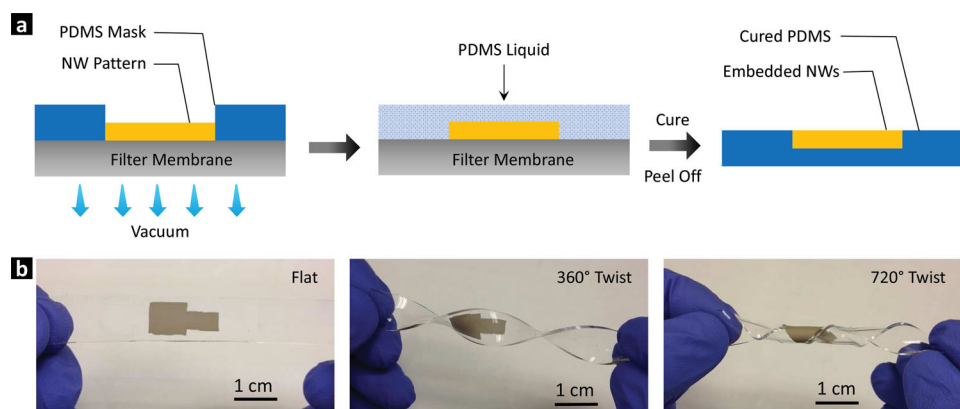 a
PDMS Mask
NW Pattern
Filter Membrane
Vacuum
PDMS Liquid
Filter Membrane
Cure
Peel Off
Cured PDMS
Embedded NWs
b
Flat
1 cm
360° Twist
1 cm
720° Twist
1 cm